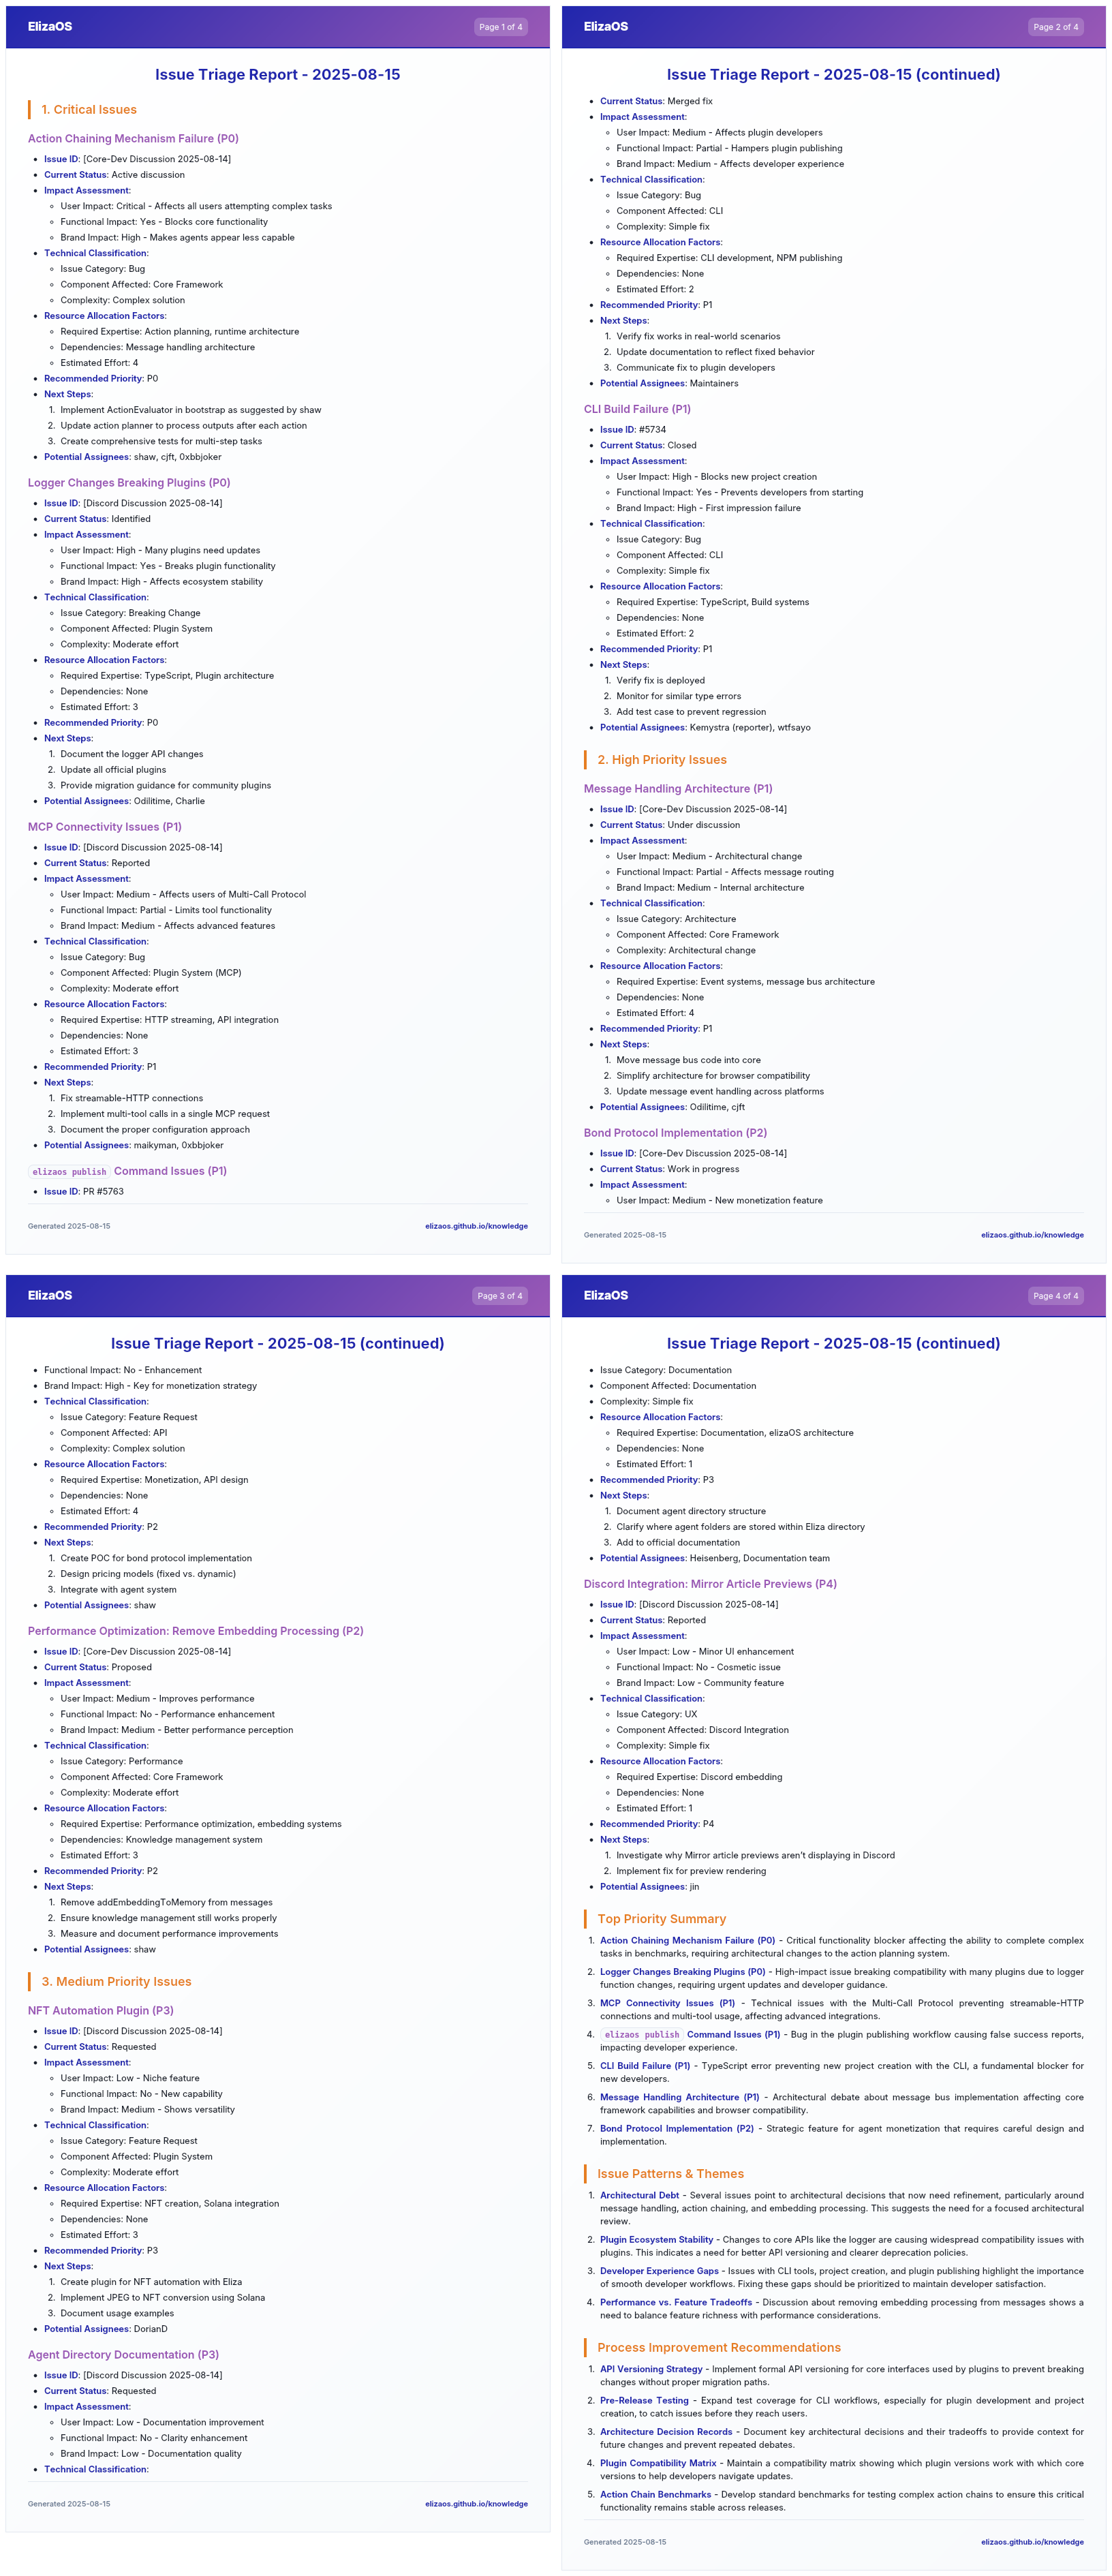 ElizaOS
Page 1 of 4
Issue Triage Report - 2025-08-15
1. Critical Issues
Action Chaining Mechanism Failure (P0)
• Issue ID: [Core-Dev Discussion 2025-08-14]
• Current Status: Active discussion
• Impact Assessment:
◦ User Impact: Critical - Affects all users attempting complex tasks
◦ Functional Impact: Yes - Blocks core functionality
◦ Brand Impact: High - Makes agents appear less capable
• Technical Classification:
◦ Issue Category: Bug
◦ Component Affected: Core Framework
◦ Complexity: Complex solution
• Resource Allocation Factors:
◦ Required Expertise: Action planning, runtime architecture
◦ Dependencies: Message handling architecture
◦ Estimated Effort: 4
• Recommended Priority: P0
• Next Steps:
1. Implement ActionEvaluator in bootstrap as suggested by shaw
2. Update action planner to process outputs after each action
3. Create comprehensive tests for multi-step tasks
• Potential Assignees: shaw, cjft, 0xbbjoker
Logger Changes Breaking Plugins (P0)
• Issue ID: [Discord Discussion 2025-08-14]
• Current Status: Identified
• Impact Assessment:
◦ User Impact: High - Many plugins need updates
◦ Functional Impact: Yes - Breaks plugin functionality
◦ Brand Impact: High - Affects ecosystem stability
• Technical Classification:
◦ Issue Category: Breaking Change
◦ Component Affected: Plugin System
◦ Complexity: Moderate effort
• Resource Allocation Factors:
◦ Required Expertise: TypeScript, Plugin architecture
◦ Dependencies: None
◦ Estimated Effort: 3
• Recommended Priority: P0
• Next Steps:
1. Document the logger API changes
2. Update all official plugins
3. Provide migration guidance for community plugins
• Potential Assignees: Odilitime, Charlie
MCP Connectivity Issues (P1)
• Issue ID: [Discord Discussion 2025-08-14]
• Current Status: Reported
• Impact Assessment:
◦ User Impact: Medium - Affects users of Multi-Call Protocol
◦ Functional Impact: Partial - Limits tool functionality
◦ Brand Impact: Medium - Affects advanced features
• Technical Classification:
◦ Issue Category: Bug
◦ Component Affected: Plugin System (MCP)
◦ Complexity: Moderate effort
• Resource Allocation Factors:
◦ Required Expertise: HTTP streaming, API integration
◦ Dependencies: None
◦ Estimated Effort: 3
• Recommended Priority: P1
• Next Steps:
1. Fix streamable-HTTP connections
2. Implement multi-tool calls in a single MCP request
3. Document the proper configuration approach
• Potential Assignees: maikyman, 0xbbjoker
elizaos publish Command Issues (P1)
• Issue ID: PR #5763
Generated 2025-08-15
elizaos.github.io/knowledge
ElizaOS
Page 2 of 4
Issue Triage Report - 2025-08-15 (continued)
• Current Status: Merged fix
• Impact Assessment:
◦ User Impact: Medium - Affects plugin developers
◦ Functional Impact: Partial - Hampers plugin publishing
◦ Brand Impact: Medium - Affects developer experience
• Technical Classification:
◦ Issue Category: Bug
◦ Component Affected: CLI
◦ Complexity: Simple fix
• Resource Allocation Factors:
◦ Required Expertise: CLI development, NPM publishing
◦ Dependencies: None
◦ Estimated Effort: 2
• Recommended Priority: P1
• Next Steps:
1. Verify fix works in real-world scenarios
2. Update documentation to reflect fixed behavior
3. Communicate fix to plugin developers
• Potential Assignees: Maintainers
CLI Build Failure (P1)
• Issue ID: #5734
• Current Status: Closed
• Impact Assessment:
◦ User Impact: High - Blocks new project creation
◦ Functional Impact: Yes - Prevents developers from starting
◦ Brand Impact: High - First impression failure
• Technical Classification:
◦ Issue Category: Bug
◦ Component Affected: CLI
◦ Complexity: Simple fix
• Resource Allocation Factors:
◦ Required Expertise: TypeScript, Build systems
◦ Dependencies: None
◦ Estimated Effort: 2
• Recommended Priority: P1
• Next Steps:
1. Verify fix is deployed
2. Monitor for similar type errors
3. Add test case to prevent regression
• Potential Assignees: Kemystra (reporter), wtfsayo
2. High Priority Issues
Message Handling Architecture (P1)
• Issue ID: [Core-Dev Discussion 2025-08-14]
• Current Status: Under discussion
• Impact Assessment:
◦ User Impact: Medium - Architectural change
◦ Functional Impact: Partial - Affects message routing
◦ Brand Impact: Medium - Internal architecture
• Technical Classification:
◦ Issue Category: Architecture
◦ Component Affected: Core Framework
◦ Complexity: Architectural change
• Resource Allocation Factors:
◦ Required Expertise: Event systems, message bus architecture
◦ Dependencies: None
◦ Estimated Effort: 4
• Recommended Priority: P1
• Next Steps:
1. Move message bus code into core
2. Simplify architecture for browser compatibility
3. Update message event handling across platforms
• Potential Assignees: Odilitime, cjft
Bond Protocol Implementation (P2)
• Issue ID: [Core-Dev Discussion 2025-08-14]
• Current Status: Work in progress
• Impact Assessment:
◦ User Impact: Medium - New monetization feature
Generated 2025-08-15
elizaos.github.io/knowledge
ElizaOS
Page 3 of 4
Issue Triage Report - 2025-08-15 (continued)
• Functional Impact: No - Enhancement
• Brand Impact: High - Key for monetization strategy
• Technical Classification:
◦ Issue Category: Feature Request
◦ Component Affected: API
◦ Complexity: Complex solution
• Resource Allocation Factors:
◦ Required Expertise: Monetization, API design
◦ Dependencies: None
◦ Estimated Effort: 4
• Recommended Priority: P2
• Next Steps:
1. Create POC for bond protocol implementation
2. Design pricing models (fixed vs. dynamic)
3. Integrate with agent system
• Potential Assignees: shaw
Performance Optimization: Remove Embedding Processing (P2)
• Issue ID: [Core-Dev Discussion 2025-08-14]
• Current Status: Proposed
• Impact Assessment:
◦ User Impact: Medium - Improves performance
◦ Functional Impact: No - Performance enhancement
◦ Brand Impact: Medium - Better performance perception
• Technical Classification:
◦ Issue Category: Performance
◦ Component Affected: Core Framework
◦ Complexity: Moderate effort
• Resource Allocation Factors:
◦ Required Expertise: Performance optimization, embedding systems
◦ Dependencies: Knowledge management system
◦ Estimated Effort: 3
• Recommended Priority: P2
• Next Steps:
1. Remove addEmbeddingToMemory from messages
2. Ensure knowledge management still works properly
3. Measure and document performance improvements
• Potential Assignees: shaw
3. Medium Priority Issues
NFT Automation Plugin (P3)
• Issue ID: [Discord Discussion 2025-08-14]
• Current Status: Requested
• Impact Assessment:
◦ User Impact: Low - Niche feature
◦ Functional Impact: No - New capability
◦ Brand Impact: Medium - Shows versatility
• Technical Classification:
◦ Issue Category: Feature Request
◦ Component Affected: Plugin System
◦ Complexity: Moderate effort
• Resource Allocation Factors:
◦ Required Expertise: NFT creation, Solana integration
◦ Dependencies: None
◦ Estimated Effort: 3
• Recommended Priority: P3
• Next Steps:
1. Create plugin for NFT automation with Eliza
2. Implement JPEG to NFT conversion using Solana
3. Document usage examples
• Potential Assignees: DorianD
Agent Directory Documentation (P3)
• Issue ID: [Discord Discussion 2025-08-14]
• Current Status: Requested
• Impact Assessment:
◦ User Impact: Low - Documentation improvement
◦ Functional Impact: No - Clarity enhancement
◦ Brand Impact: Low - Documentation quality
• Technical Classification:
Generated 2025-08-15
elizaos.github.io/knowledge
ElizaOS
Page 4 of 4
Issue Triage Report - 2025-08-15 (continued)
• Issue Category: Documentation
• Component Affected: Documentation
• Complexity: Simple fix
• Resource Allocation Factors:
◦ Required Expertise: Documentation, elizaOS architecture
◦ Dependencies: None
◦ Estimated Effort: 1
• Recommended Priority: P3
• Next Steps:
1. Document agent directory structure
2. Clarify where agent folders are stored within Eliza directory
3. Add to official documentation
• Potential Assignees: Heisenberg, Documentation team
Discord Integration: Mirror Article Previews (P4)
• Issue ID: [Discord Discussion 2025-08-14]
• Current Status: Reported
• Impact Assessment:
◦ User Impact: Low - Minor UI enhancement
◦ Functional Impact: No - Cosmetic issue
◦ Brand Impact: Low - Community feature
• Technical Classification:
◦ Issue Category: UX
◦ Component Affected: Discord Integration
◦ Complexity: Simple fix
• Resource Allocation Factors:
◦ Required Expertise: Discord embedding
◦ Dependencies: None
◦ Estimated Effort: 1
• Recommended Priority: P4
• Next Steps:
1. Investigate why Mirror article previews aren't displaying in Discord
2. Implement fix for preview rendering
• Potential Assignees: jin
Top Priority Summary
1. Action Chaining Mechanism Failure (P0) - Critical functionality blocker affecting the ability to complete complex
tasks in benchmarks, requiring architectural changes to the action planning system.
2. Logger Changes Breaking Plugins (P0) - High-impact issue breaking compatibility with many plugins due to logger
function changes, requiring urgent updates and developer guidance.
3. MCP Connectivity Issues (P1) - Technical issues with the Multi-Call Protocol preventing streamable-HTTP
connections and multi-tool usage, affecting advanced integrations.
4. elizaos publish Command Issues (P1) - Bug in the plugin publishing workflow causing false success reports,
impacting developer experience.
5. CLI Build Failure (P1) - TypeScript error preventing new project creation with the CLI, a fundamental blocker for
new developers.
6. Message Handling Architecture (P1) - Architectural debate about message bus implementation affecting core
framework capabilities and browser compatibility.
7. Bond Protocol Implementation (P2) - Strategic feature for agent monetization that requires careful design and
implementation.
Issue Patterns & Themes
1. Architectural Debt - Several issues point to architectural decisions that now need refinement, particularly around
message handling, action chaining, and embedding processing. This suggests the need for a focused architectural
review.
2. Plugin Ecosystem Stability - Changes to core APIs like the logger are causing widespread compatibility issues with
plugins. This indicates a need for better API versioning and clearer deprecation policies.
3. Developer Experience Gaps - Issues with CLI tools, project creation, and plugin publishing highlight the importance
of smooth developer workflows. Fixing these gaps should be prioritized to maintain developer satisfaction.
4. Performance vs. Feature Tradeoffs - Discussion about removing embedding processing from messages shows a
need to balance feature richness with performance considerations.
Process Improvement Recommendations
1. API Versioning Strategy - Implement formal API versioning for core interfaces used by plugins to prevent breaking
changes without proper migration paths.
2. Pre-Release Testing - Expand test coverage for CLI workflows, especially for plugin development and project
creation, to catch issues before they reach users.
3. Architecture Decision Records - Document key architectural decisions and their tradeoffs to provide context for
future changes and prevent repeated debates.
4. Plugin Compatibility Matrix - Maintain a compatibility matrix showing which plugin versions work with which core
versions to help developers navigate updates.
5. Action Chain Benchmarks - Develop standard benchmarks for testing complex action chains to ensure this critical
functionality remains stable across releases.
Generated 2025-08-15
elizaos.github.io/knowledge